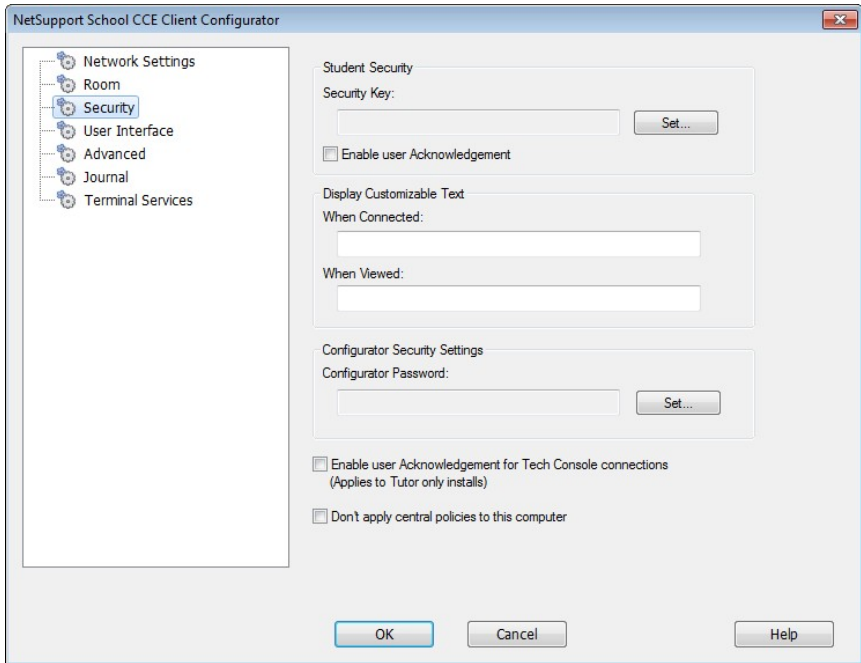 NetSupport School CCE Client Configurator
Network Settings
Room
Security
User Interface
Advanced
Journal
Terminal Services
Student Security
Security Key:
Set...
Enable user Acknowledgement
Display Customizable Text
When Connected:
When Viewed:
Configurator Security Settings
Configurator Password:
Set...
Enable user Acknowledgement for Tech Console connections
(Applies to Tutor only installs)
Don't apply central policies to this computer
OK Cancel Help